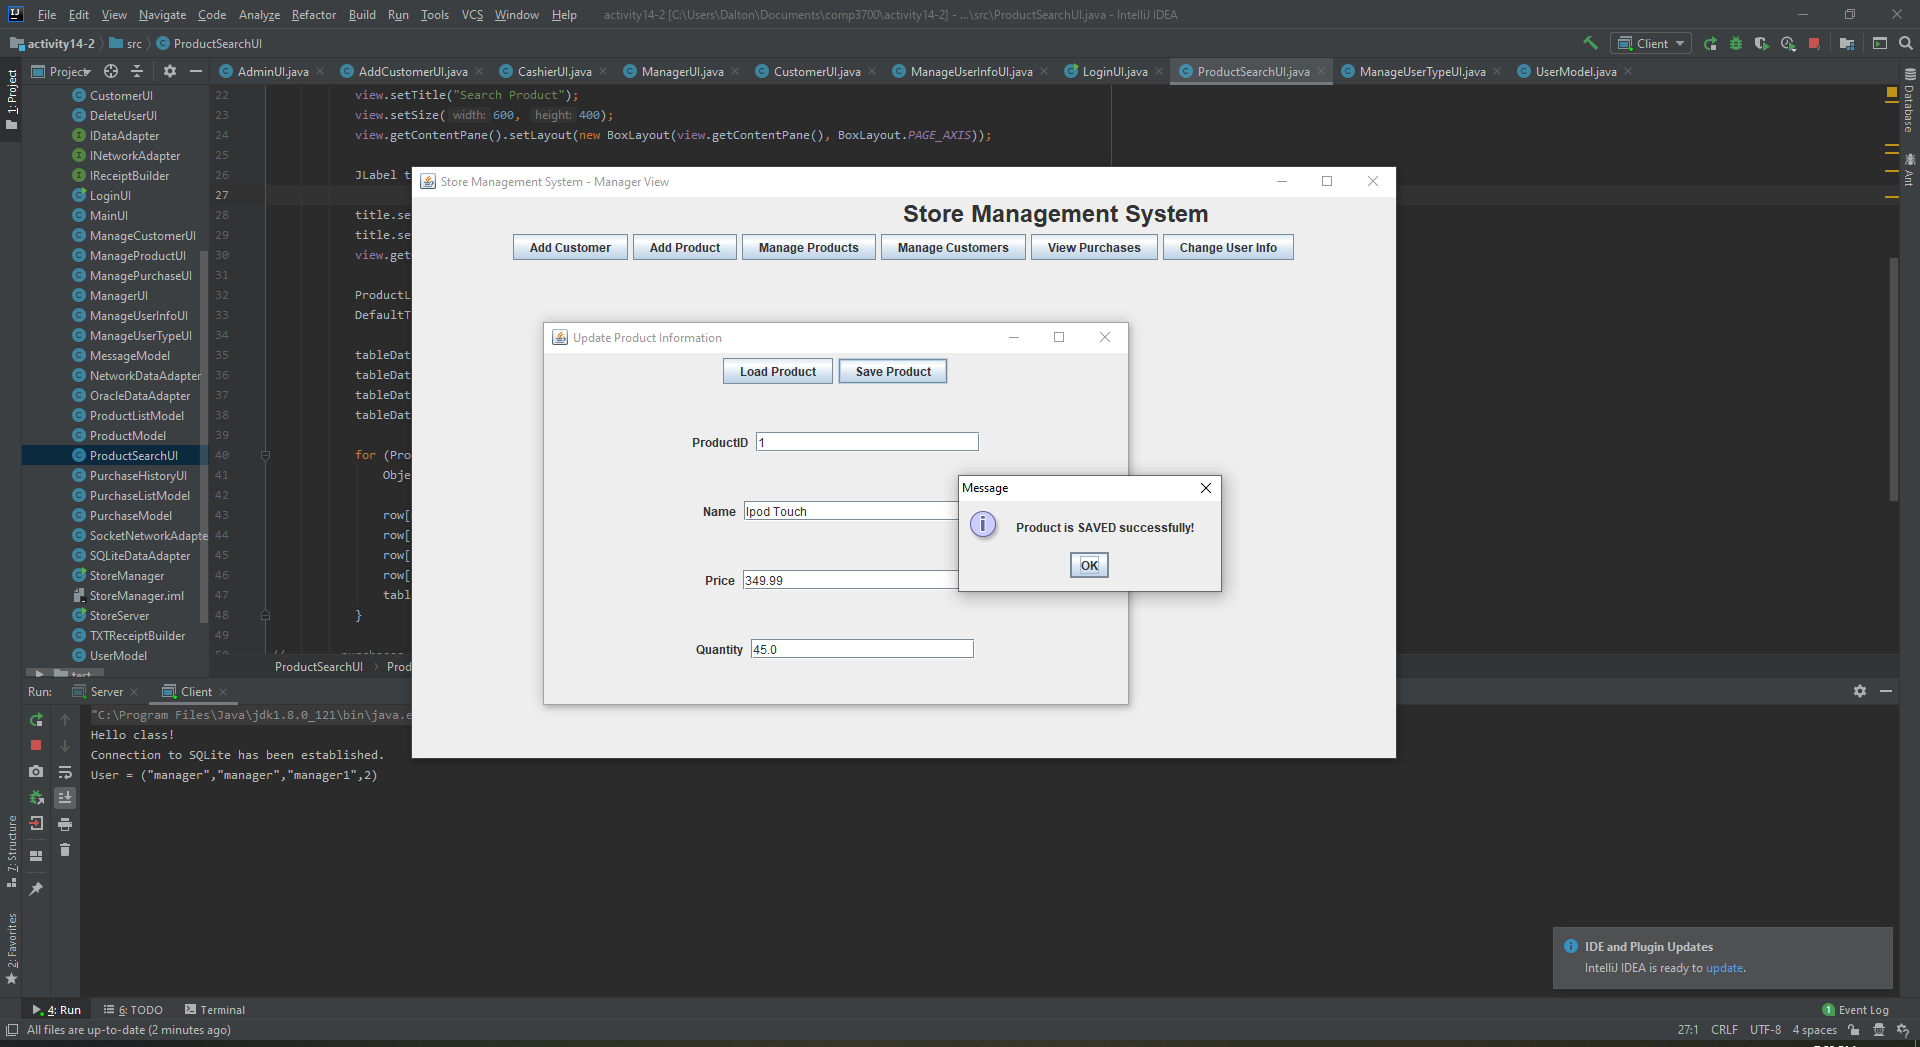 File Edit View Navigate Code Analyze Refactor Build Run Tools VCS Window Help activity14-2 [C:\Users\Dalton\Documents\comp3700\activity14-2] - ...\src\ProductSearchUI.java - IntelliJ IDEA
activity14-2 src ProductSearchUI Client
Project AdminUI.java AddCustomerUI.java CashierUI.java ManagerUI.java CustomerUI.java ManageUserInfoUI.java LoginUI.java ProductSearchUI.java ManageUserTypeUI.java UserModel.java
1: Project
7: Structure
2: Favorites
Database
Ant
CustomerUI
DeleteUserUI
IDataAdapter
INetworkAdapter
IReceiptBuilder
LoginUI
MainUI
ManageCustomerUI
ManageProductUI
ManagePurchaseUI
ManagerUI
ManageUserInfoUI
ManageUserTypeUI
MessageModel
NetworkDataAdapter
OracleDataAdapter
ProductListModel
ProductModel
ProductSearchUI
PurchaseHistoryUI
PurchaseListModel
PurchaseModel
SocketNetworkAdapte
SQLiteDataAdapter
StoreManager
StoreManager.iml
StoreServer
TXTReceiptBuilder
UserModel
test
22 view.setTitle("Search Product");
23 view.setSize( width: 600, height: 400);
24 view.getContentPane().setLayout(new BoxLayout(view.getContentPane(), BoxLayout.PAGE_AXIS));
25
26 JLabel t
27
28 title.se
29 title.se
30 view.get
31
32 ProductL
33 DefaultT
34
35 tableDat
36 tableDat
37 tableDat
38 tableDat
39
40 for (Pro
41 Obje
42
43 row[
44 row[
45 row[
46 row[
47 tabl
48 }
49
ProductSearchUI Prod
Store Management System - Manager View
Store Management System
Add Customer Add Product Manage Products Manage Customers View Purchases Change User Info
Update Product Information
Load Product Save Product
ProductID 1
Name Ipod Touch
Price 349.99
Quantity 45.0
Message
Product is SAVED successfully!
OK
Run: Server Client
"C:\Program Files\Java\jdk1.8.0_121\bin\java.e
Hello class!
Connection to SQLite has been established.
User = ("manager","manager","manager1",2)
IDE and Plugin Updates
IntelliJ IDEA is ready to update.
4: Run 6: TODO Terminal 1 Event Log
All files are up-to-date (2 minutes ago) 27:1 CRLF UTF-8 4 spaces